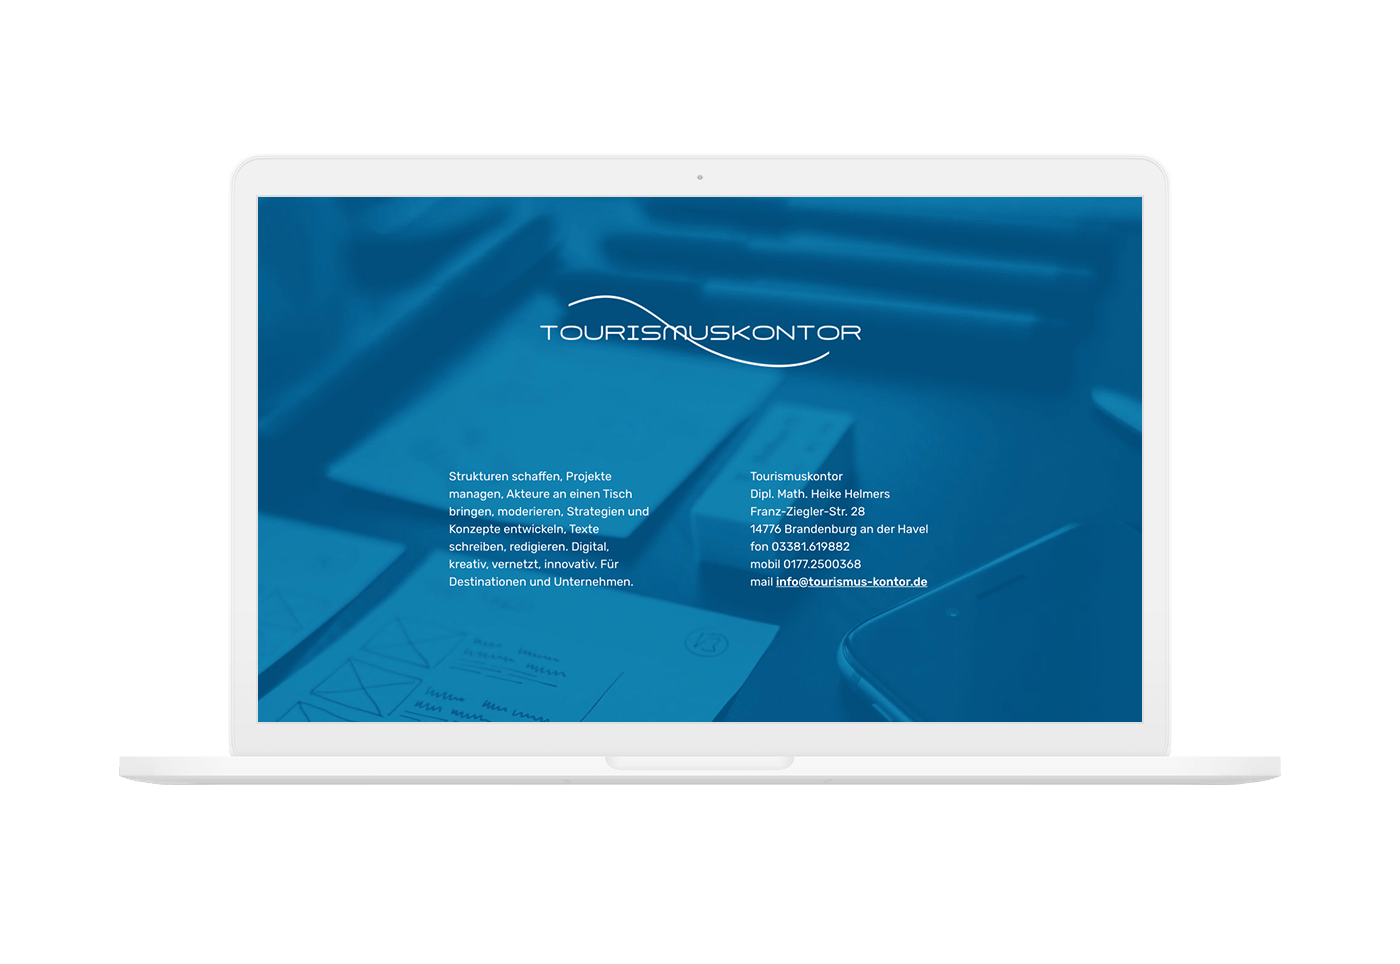 TOURISMUSKONTOR
Strukturen schaffen, Projekte
managen, Akteure an einen Tisch
bringen, moderieren, Strategien und
Konzepte entwickeln, Texte
schreiben, redigieren. Digital,
kreativ, vernetzt, innovativ. Für
Destinationen und Unternehmen.
Tourismuskontor
Dipl. Math. Heike Helmers
Franz-Ziegler-Str. 28
14776 Brandenburg an der Havel
fon 03381.619882
mobil 0177.2500368
mail info@tourismus-kontor.de